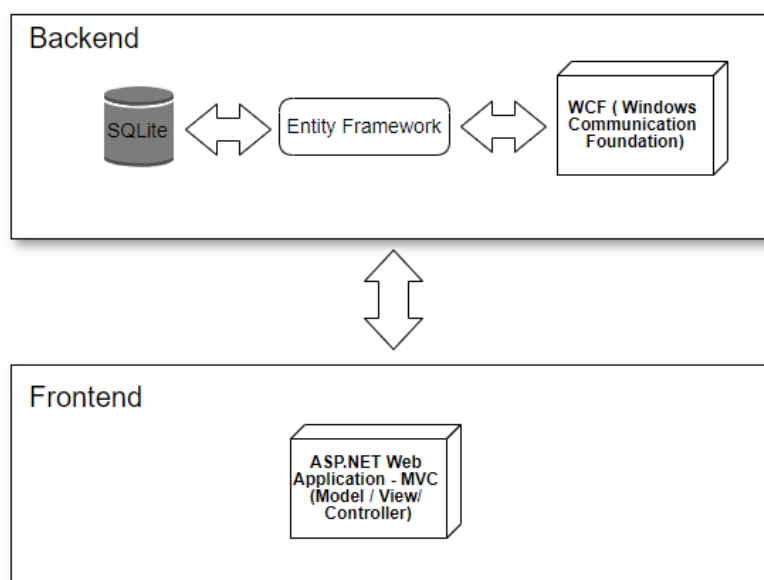 Backend
SQLite
Entity Framework
WCF ( Windows
Communication
Foundation)
Frontend
ASP.NET Web
Application - MVC
(Model / View/
Controller)